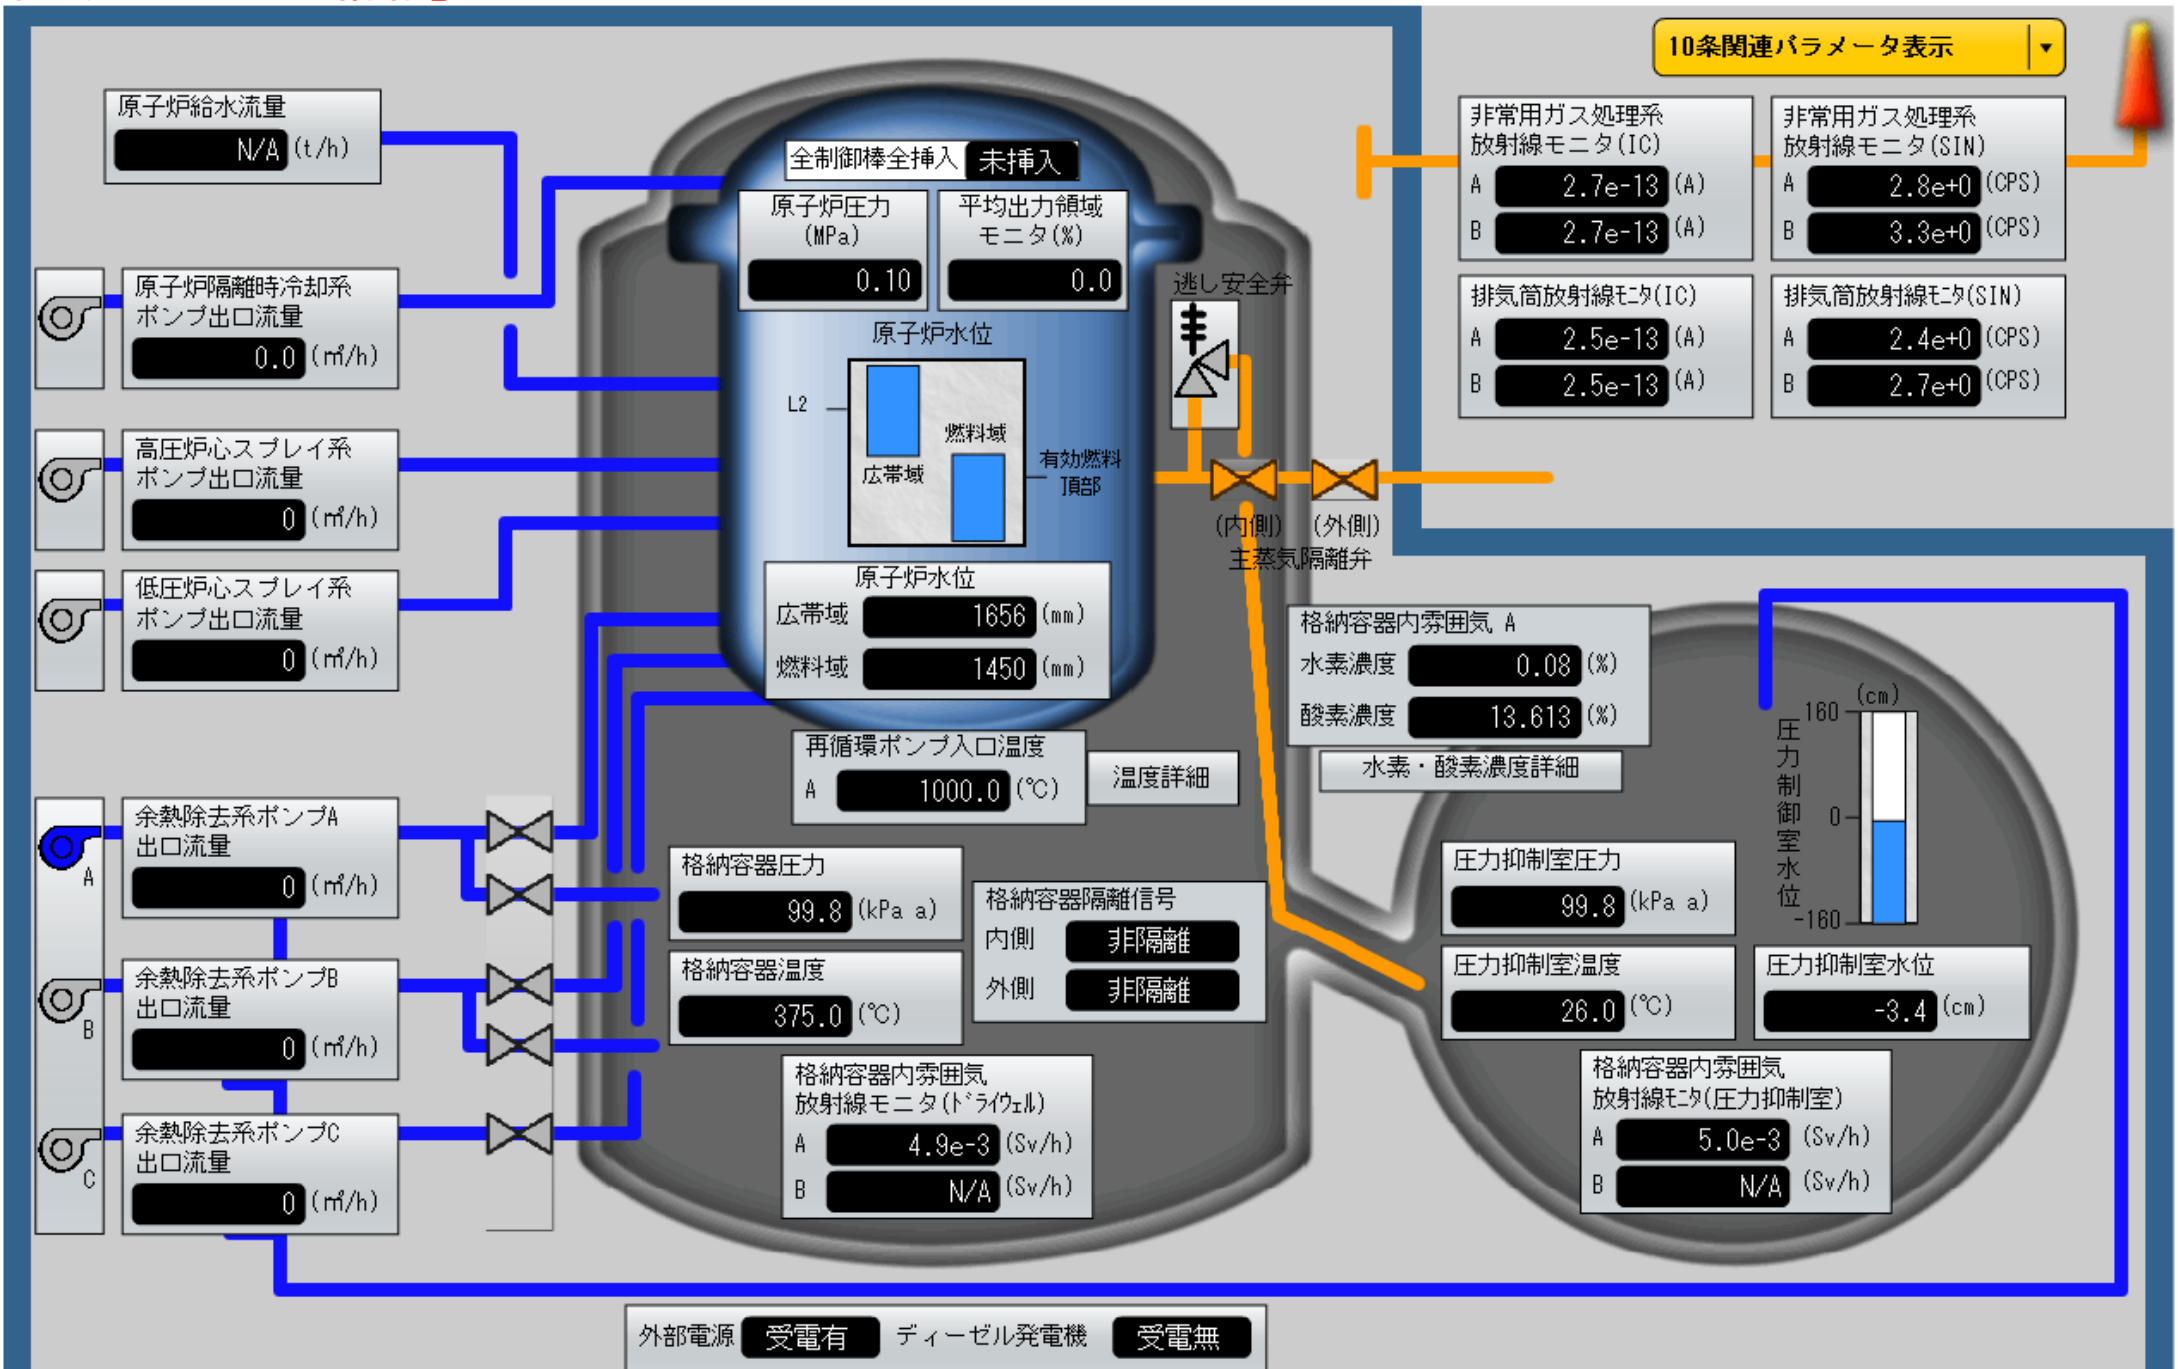 10条関連パラメータ表示
原子炉給水流量
N/A (t/h)
原子炉隔離時冷却系
ポンプ出口流量
0.0 (㎥/h)
高圧炉心スプレイ系
ポンプ出口流量
0 (㎥/h)
低圧炉心スプレイ系
ポンプ出口流量
0 (㎥/h)
余熱除去系ポンプA
出口流量
0 (㎥/h)
A
余熱除去系ポンプB
出口流量
0 (㎥/h)
B
余熱除去系ポンプC
出口流量
0 (㎥/h)
C
全制御棒全挿入 未挿入
原子炉圧力
(MPa)
0.10
平均出力領域
モニタ(%)
0.0
原子炉水位
L2
広帯域
燃料域
有効燃料
頂部
原子炉水位
広帯域 1656 (mm)
燃料域 1450 (mm)
再循環ポンプ入口温度
A 1000.0 (℃)
温度詳細
逃し安全弁
(内側) (外側)
主蒸気隔離弁
格納容器圧力
99.8 (kPa a)
格納容器温度
375.0 (℃)
格納容器隔離信号
内側 非隔離
外側 非隔離
格納容器内雰囲気
放射線モニタ(ﾄﾞﾗｲｳｪﾙ)
A 4.9e-3 (Sv/h)
B N/A (Sv/h)
非常用ガス処理系
放射線モニタ(IC)
A 2.7e-13 (A)
B 2.7e-13 (A)
非常用ガス処理系
放射線モニタ(SIN)
A 2.8e+0 (CPS)
B 3.3e+0 (CPS)
排気筒放射線ﾓﾆﾀ(IC)
A 2.5e-13 (A)
B 2.5e-13 (A)
排気筒放射線ﾓﾆﾀ(SIN)
A 2.4e+0 (CPS)
B 2.7e+0 (CPS)
格納容器内雰囲気 A
水素濃度 0.08 (%)
酸素濃度 13.613 (%)
水素・酸素濃度詳細
圧力制御室水位
(cm)
160
0
-160
圧力抑制室圧力
99.8 (kPa a)
圧力抑制室温度
26.0 (℃)
圧力抑制室水位
-3.4 (cm)
格納容器内雰囲気
放射線ﾓﾆﾀ(圧力抑制室)
A 5.0e-3 (Sv/h)
B N/A (Sv/h)
外部電源 受電有 ディーゼル発電機 受電無